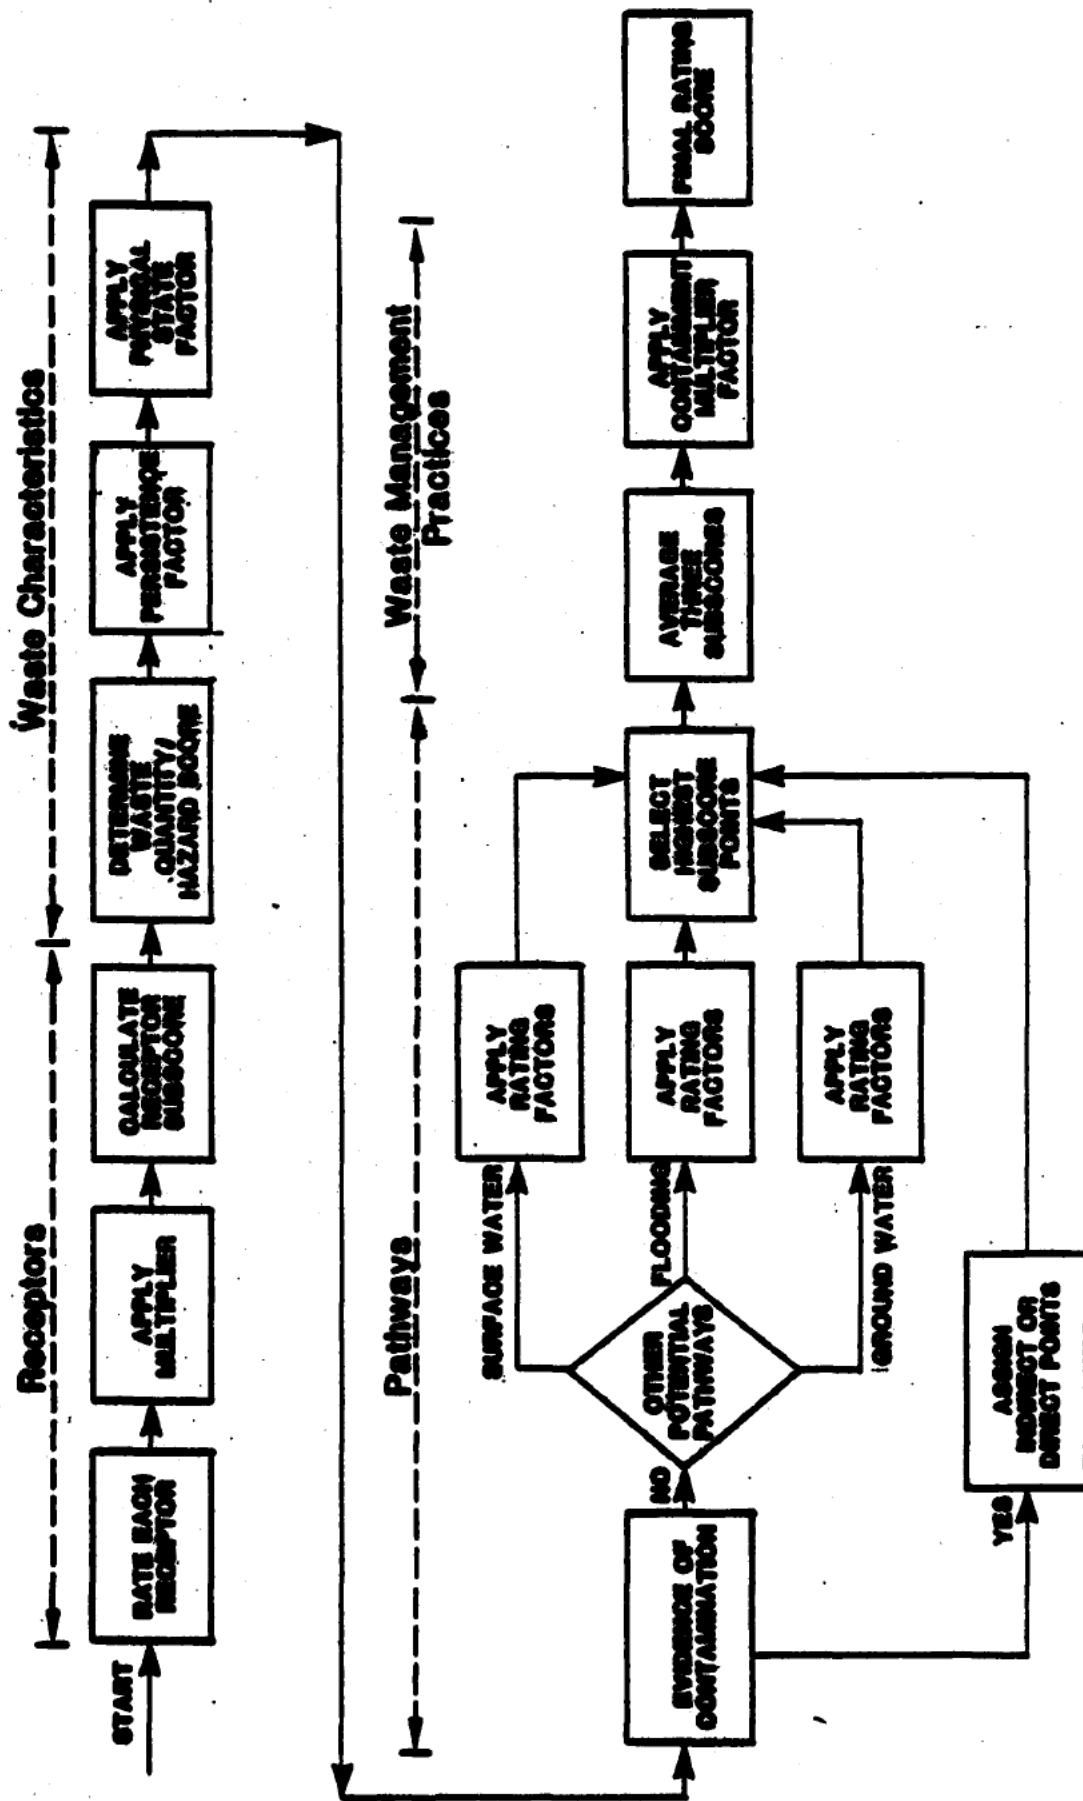 Receptors
Waste Characteristics
START
RATE EACH
RECEPTOR
APPLY
MULTIPLIER
CALCULATE
RECEPTOR
SUBSCORE
DETERMINE
WASTE
QUANTITY/
HAZARD SCORE
APPLY
PERSISTENCE
FACTOR
APPLY
PHYSICAL
STATE
FACTOR
Pathways
Waste Management
Practices
EVIDENCE OF
CONTAMINATION
NO
OTHER
POTENTIAL
PATHWAYS
SURFACE WATER
APPLY
RATING
FACTORS
FLOODING
APPLY
RATING
FACTORS
GROUND WATER
APPLY
RATING
FACTORS
YES
ASSIGN
INDIRECT OR
DIRECT POINTS
SELECT
HIGHEST
SUBSCORE
POINTS
AVERAGE
THREE
SUBSCORES
APPLY
CONTAINMENT
MULTIPLIER
FACTOR
FINAL RATING
SCORE